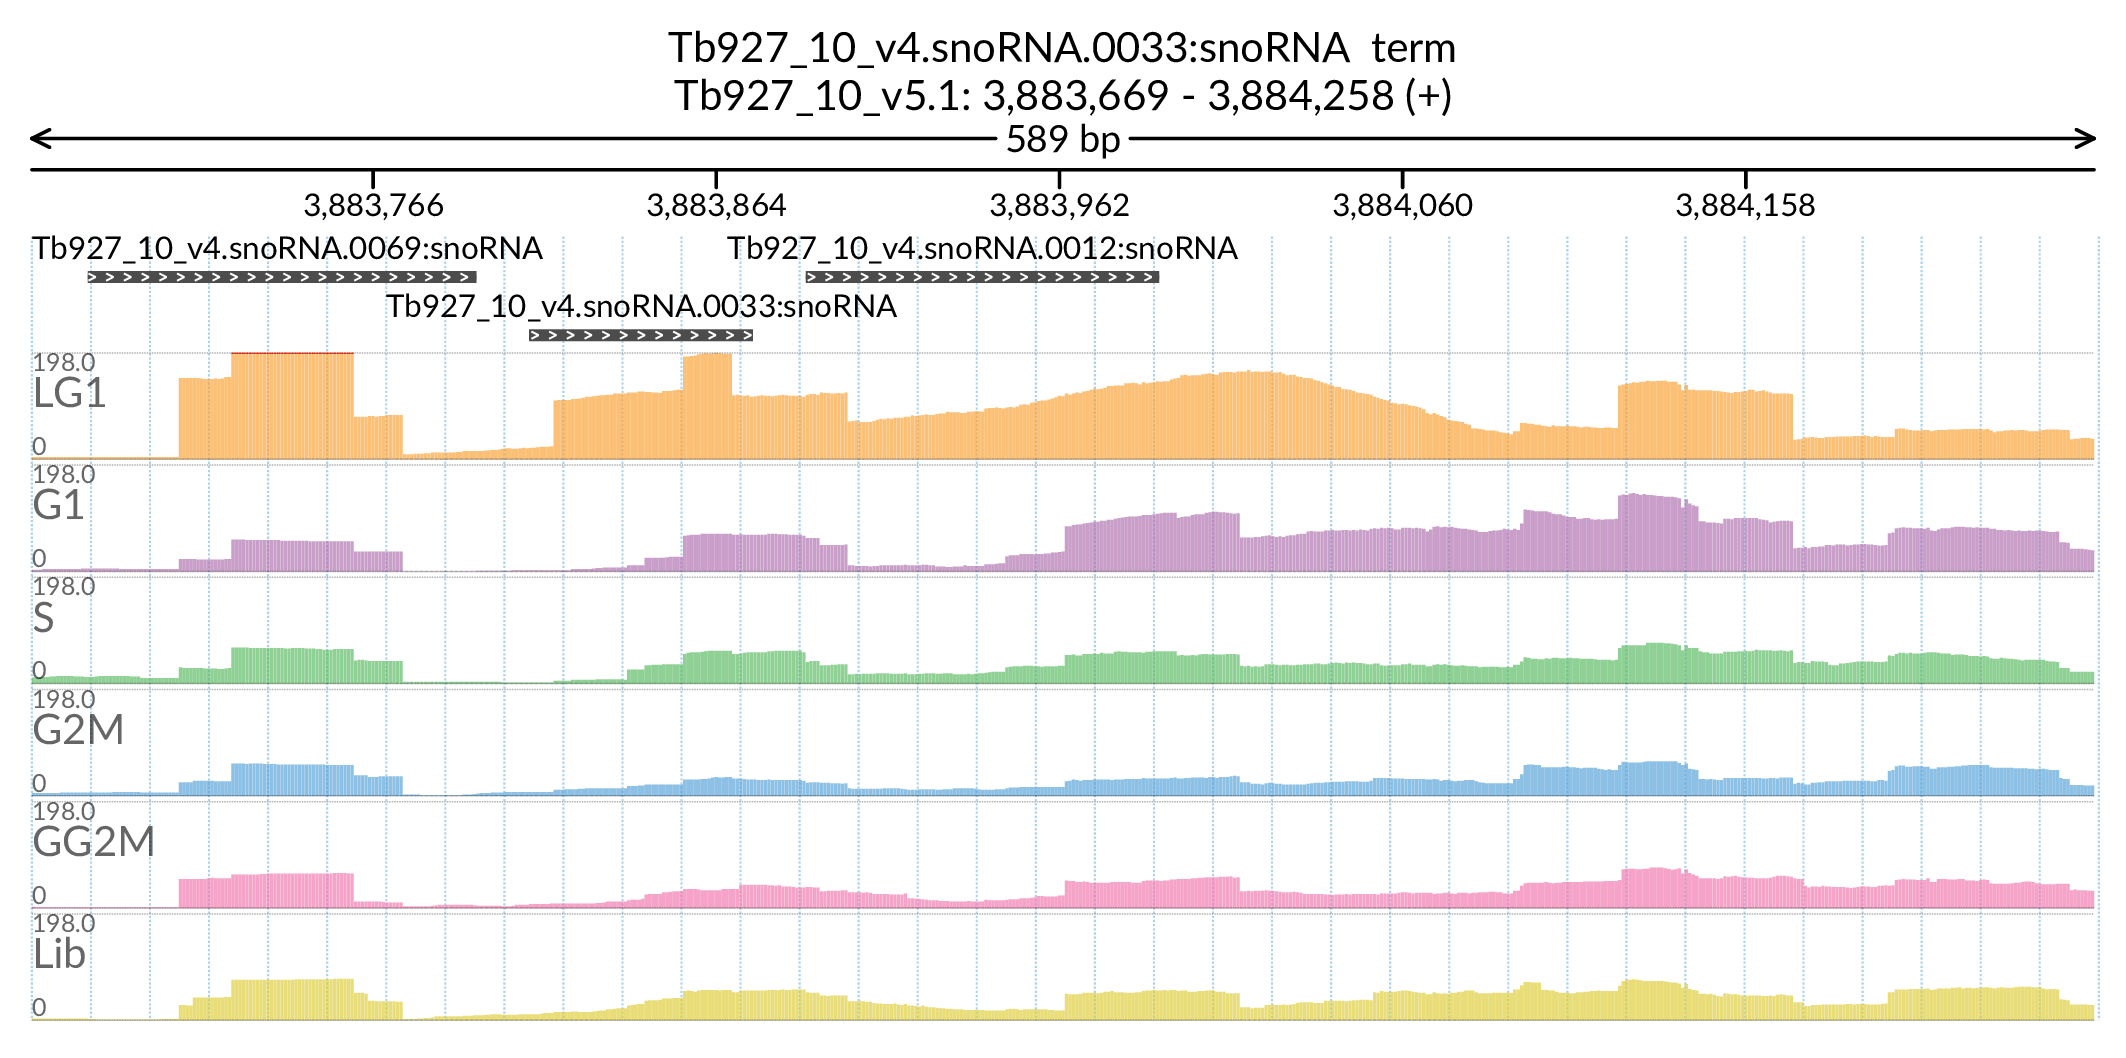 Tb927_10_v4.snoRNA.0033:snoRNA term
Tb927_10_v5.1: 3,883,669 - 3,884,258 (+)
589 bp
3,883,766 3,883,864 3,883,962 3,884,060 3,884,158
Tb927_10_v4.snoRNA.0069:snoRNA Tb927_10_v4.snoRNA.0012:snoRNA
Tb927_10_v4.snoRNA.0033:snoRNA
198.0
LG1
0
198.0
G1
0
198.0
S
0
198.0
G2M
0
198.0
GG2M
0
198.0
Lib
0